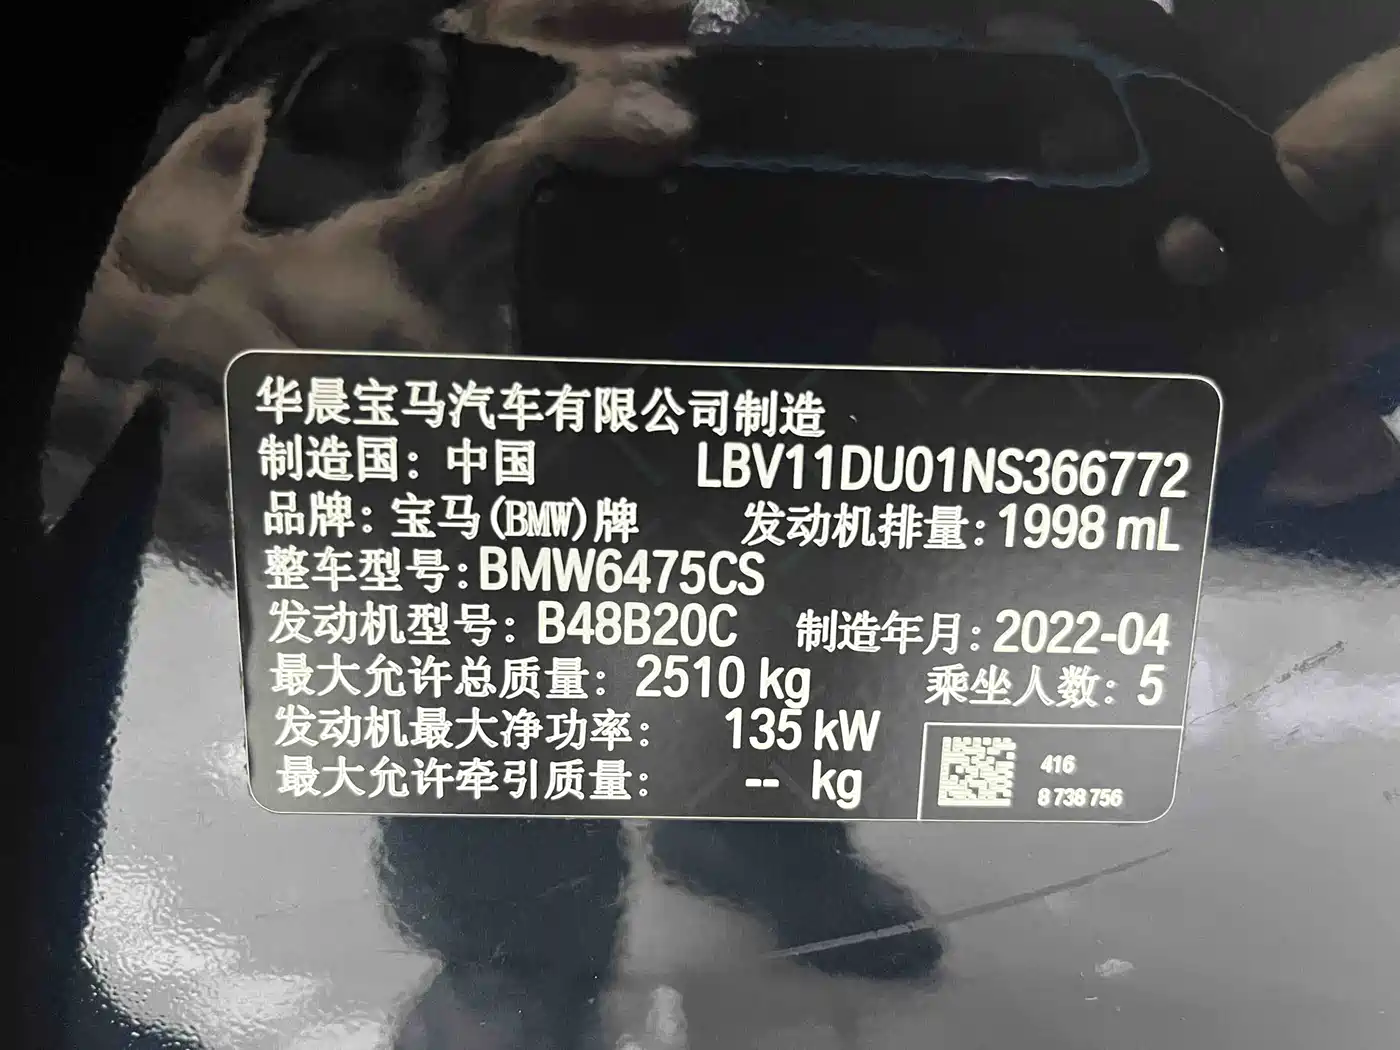 华晨宝马汽车有限公司制造
制造国：中国 LBV11DU01NS366772
品牌：宝马(BMW)牌 发动机排量：1998 mL
整车型号：BMW6475CS
发动机型号：B48B20C 制造年月：2022-04
最大允许总质量：2510 kg 乘坐人数：5
发动机最大净功率：135 kW
最大允许牵引质量：-- kg
416
8 738 756